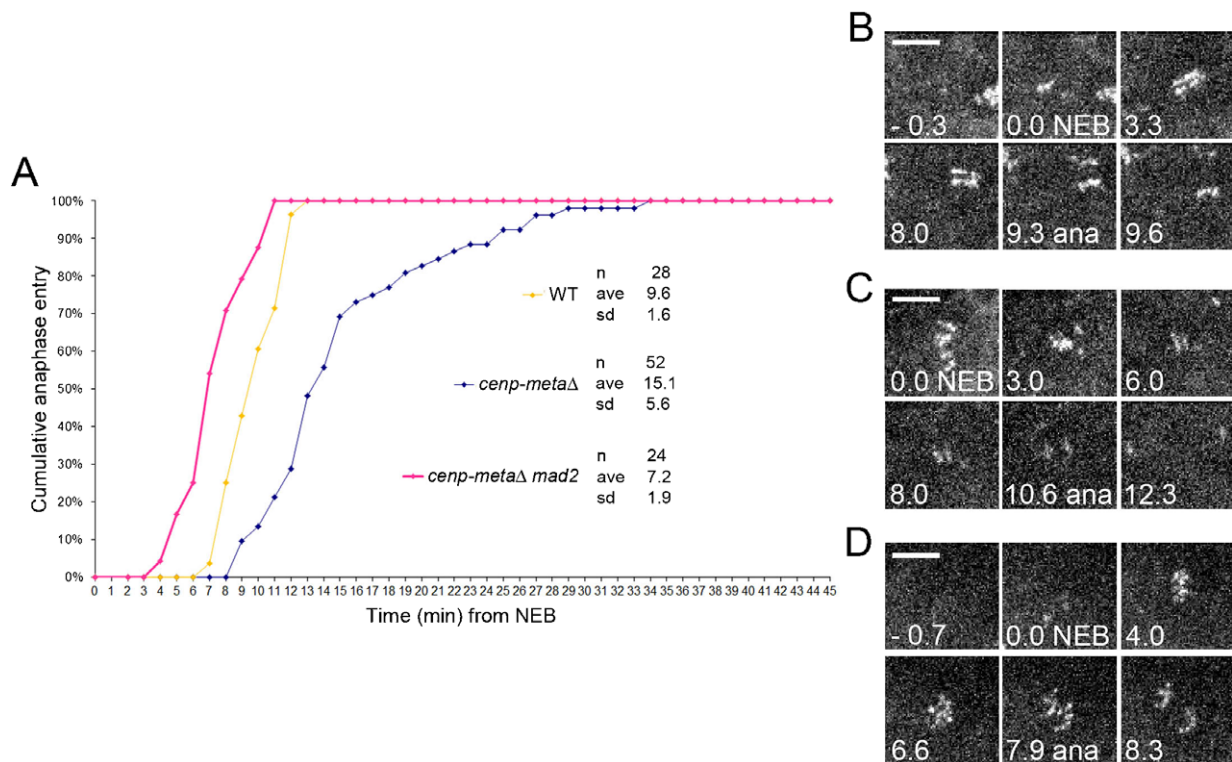 A
Cumulative anaphase entry
100%
90%
80%
70%
60%
50%
40%
30%
20%
10%
0%
0 1 2 3 4 5 6 7 8 9 10 11 12 13 14 15 16 17 18 19 20 21 22 23 24 25 26 27 28 29 30 31 32 33 34 35 36 37 38 39 40 41 42 43 44 45
Time (min) from NEB
WT
n 28
ave 9.6
sd 1.6
cenp-metaΔ
n 52
ave 15.1
sd 5.6
cenp-metaΔ mad2
n 24
ave 7.2
sd 1.9
B
- 0.3 0.0 NEB 3.3
8.0 9.3 ana 9.6
C
0.0 NEB 3.0 6.0
8.0 10.6 ana 12.3
D
- 0.7 0.0 NEB 4.0
6.6 7.9 ana 8.3